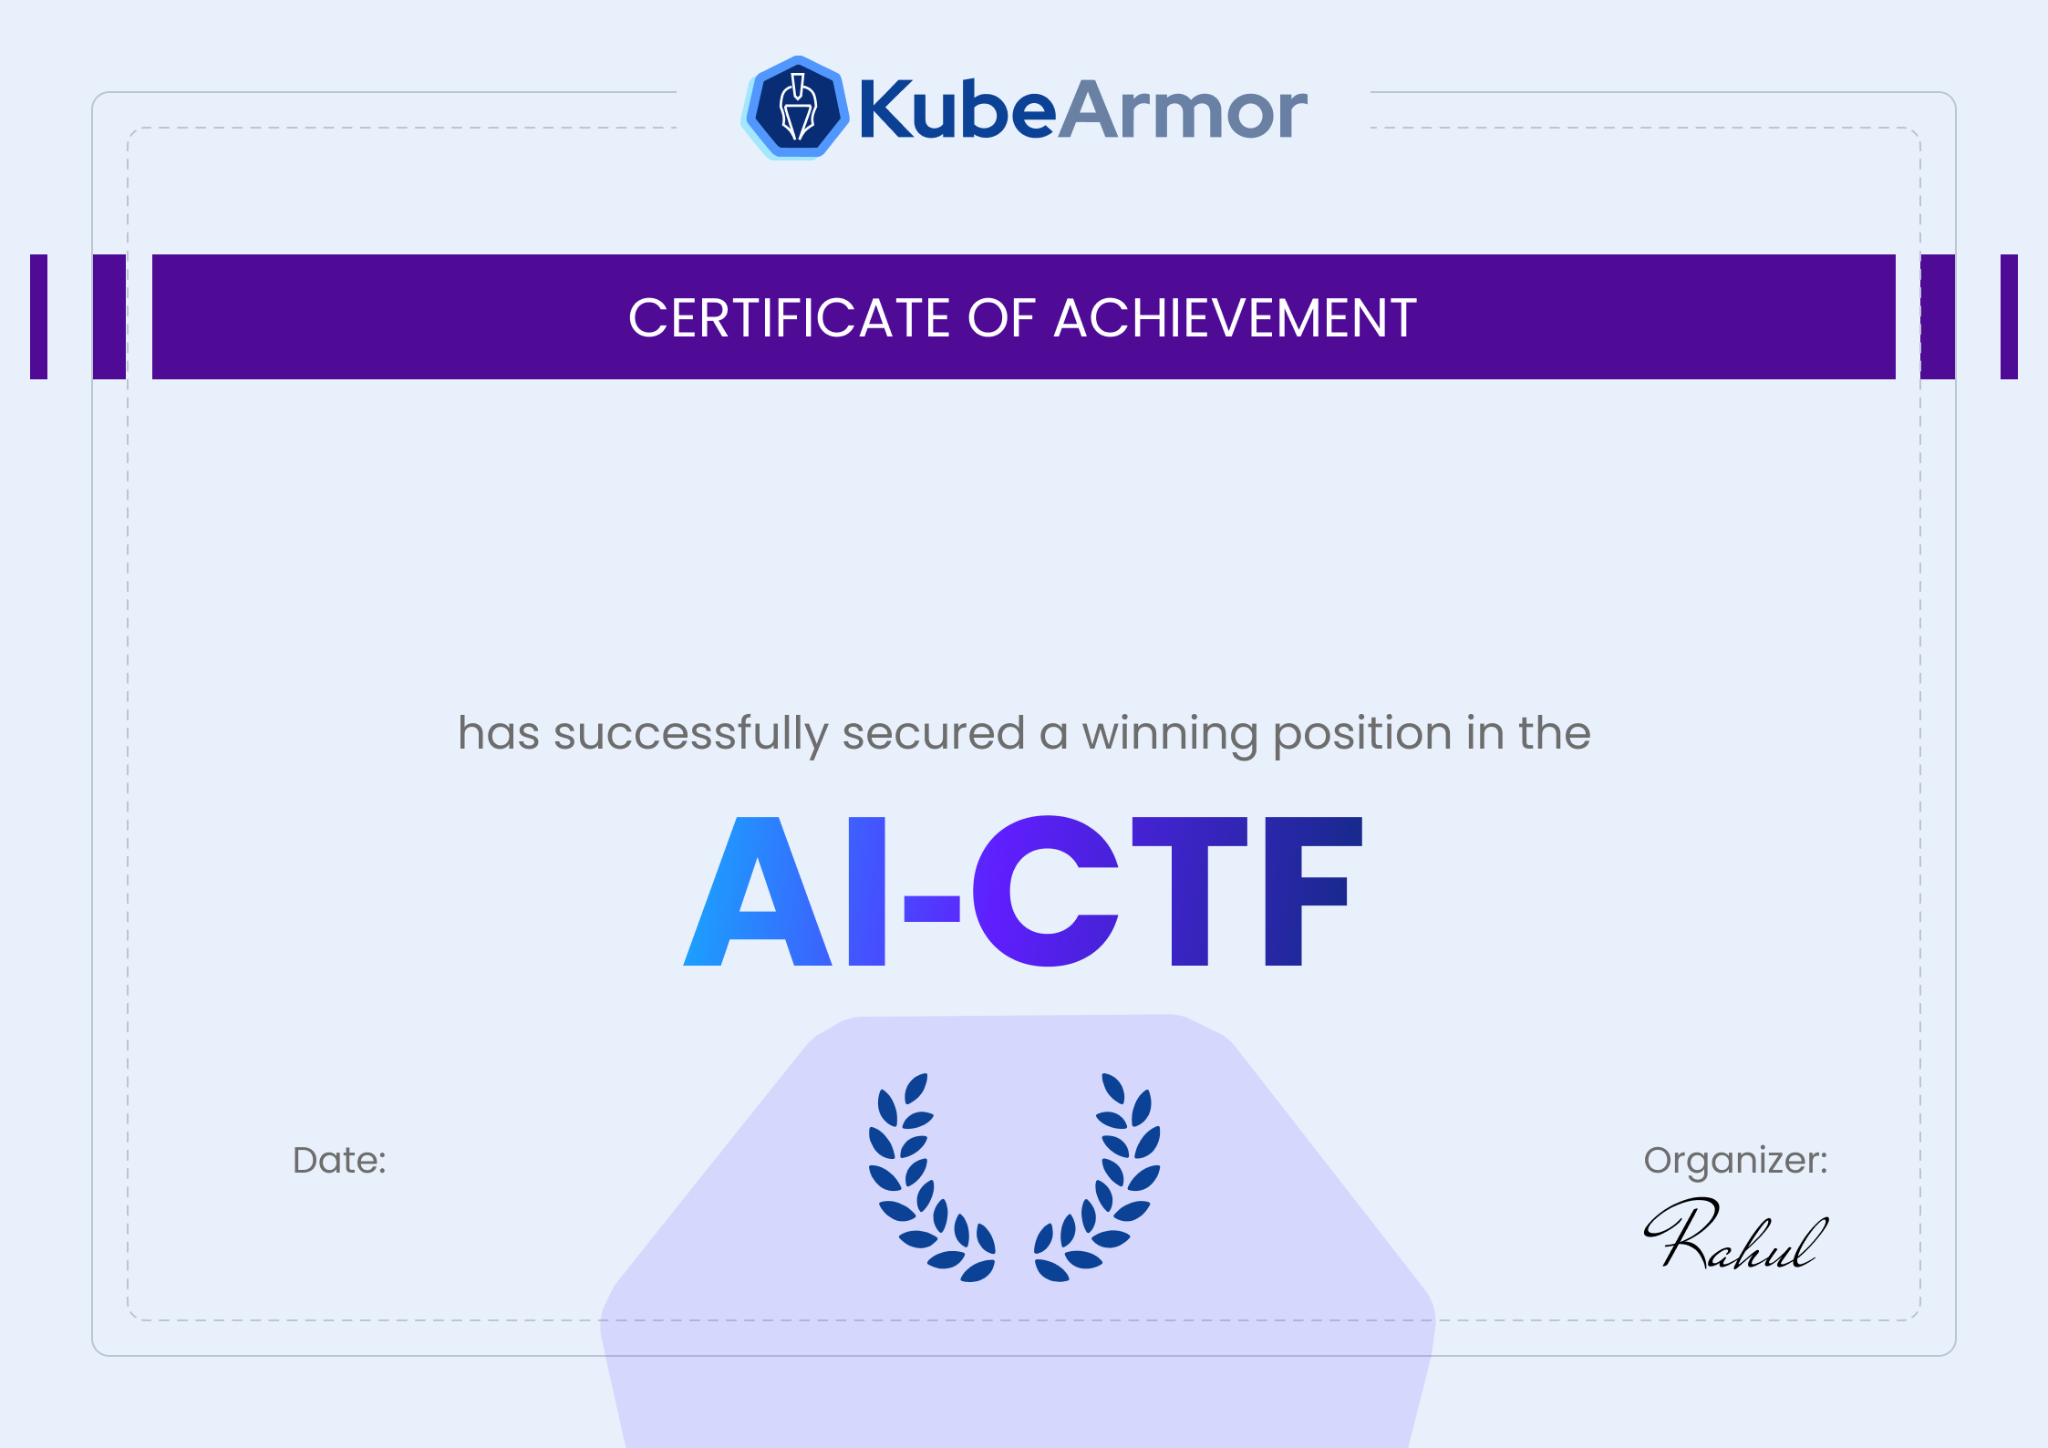 KubeArmor
CERTIFICATE OF ACHIEVEMENT
has successfully secured a winning position in the
AI-CTF
Date:
Organizer:
Rahul